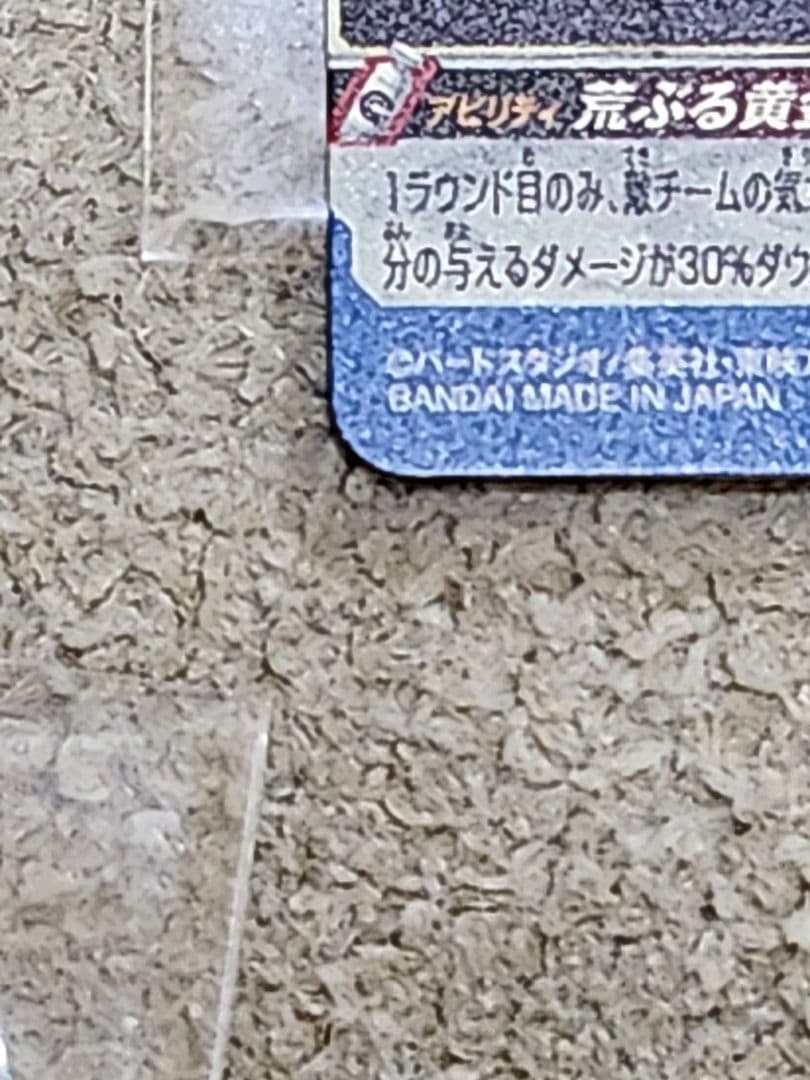 アビリティ 荒ぶる黄
1ラウンド目のみ、敵チームの気
分の与えるダメージが30%ダウ
©バードスタジオ/集英社・東映
BANDAI MADE IN JAPAN